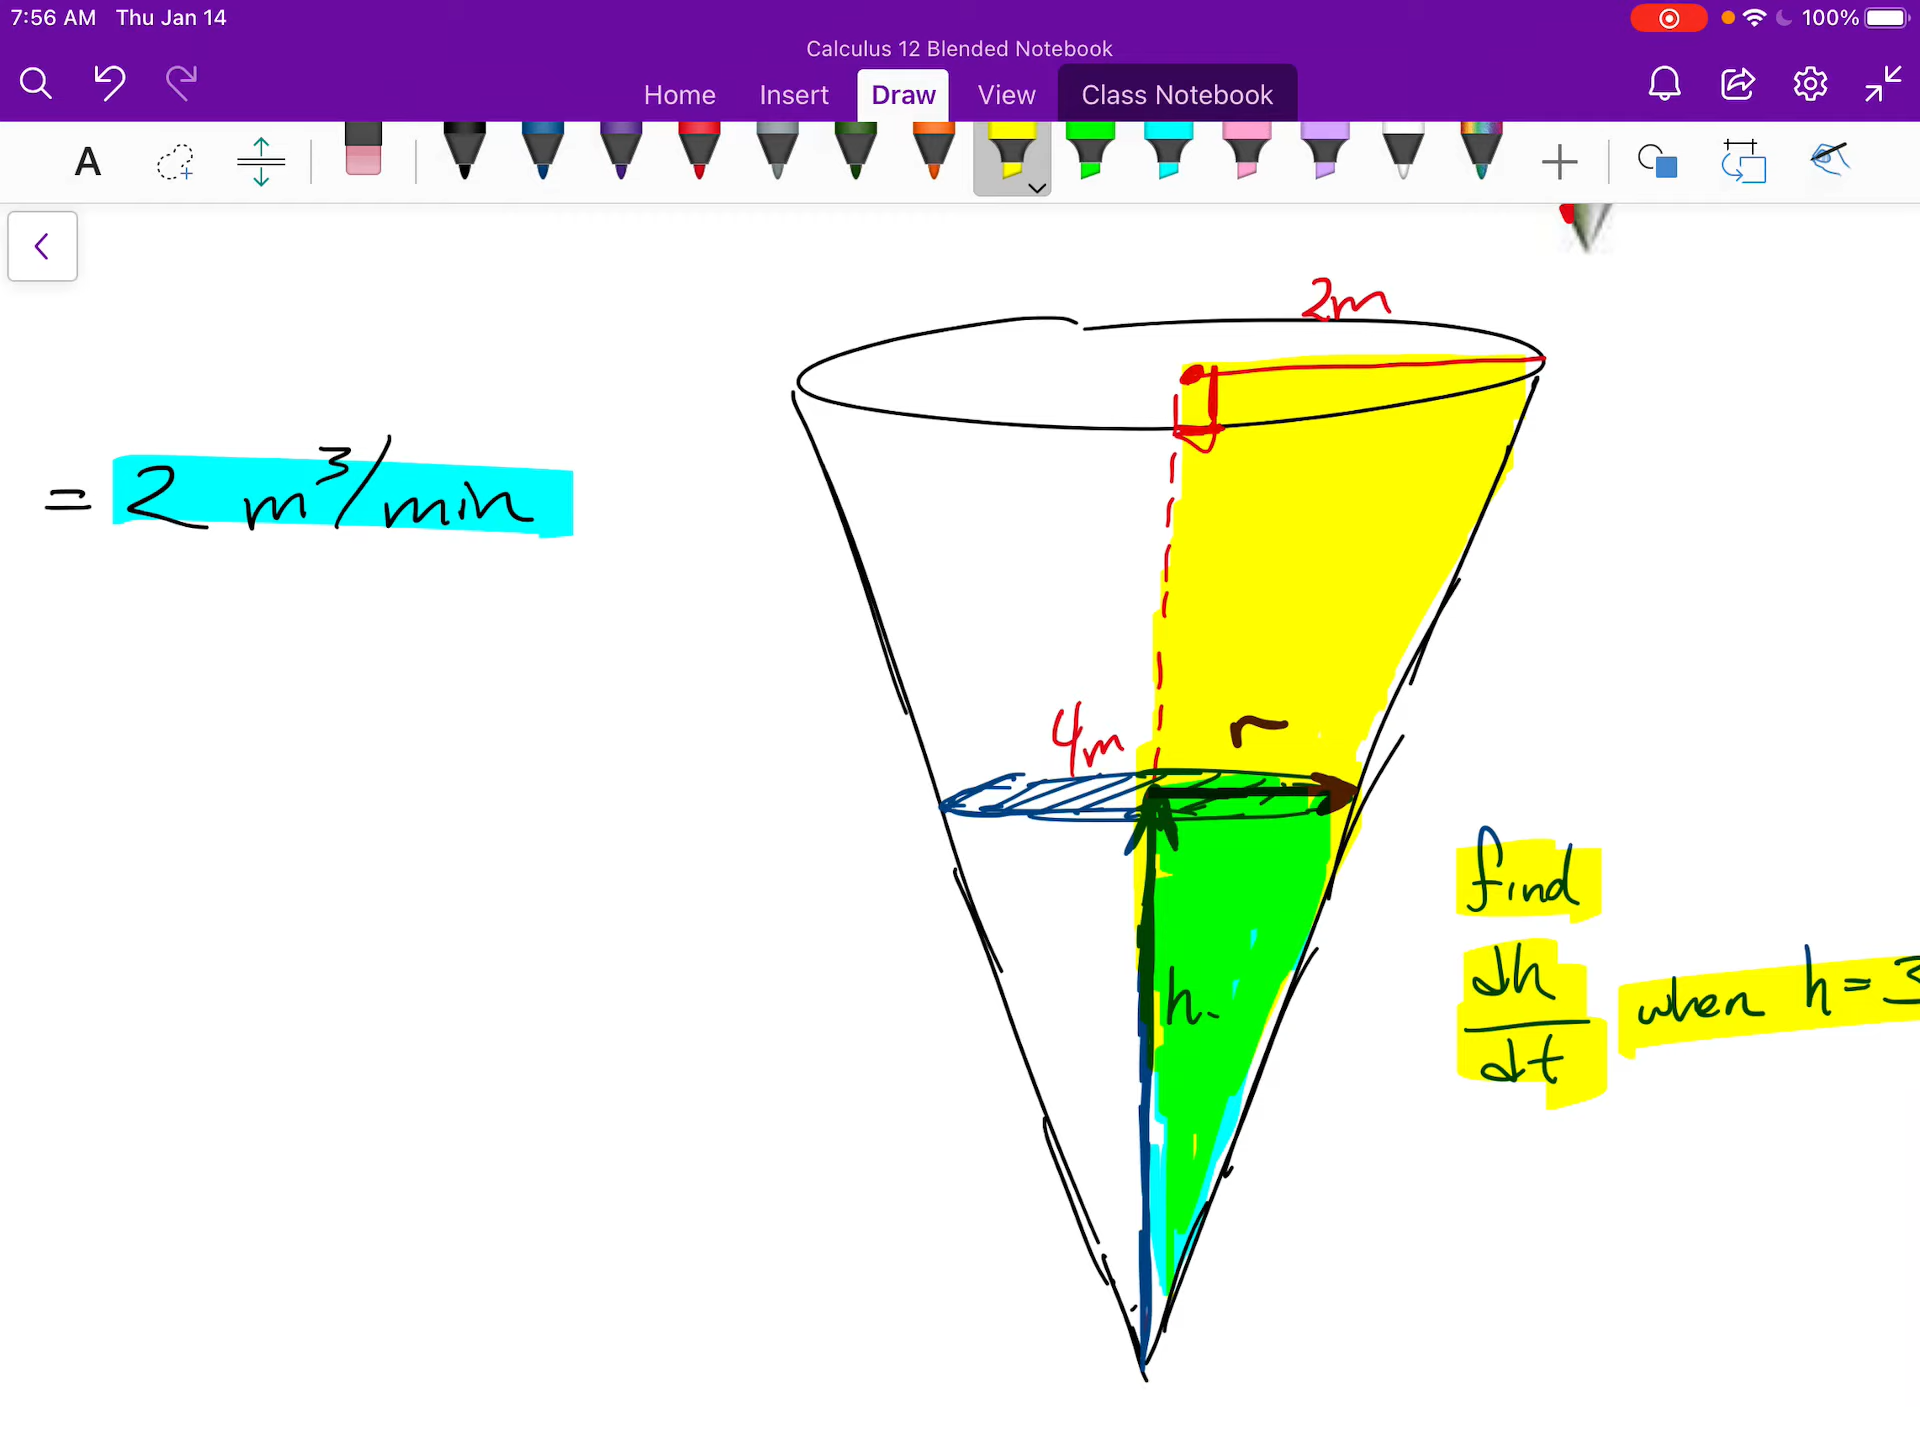 7:56 AM Thu Jan 14
100%
Calculus 12 Blended Notebook
Home Insert Draw View Class Notebook
A
2m
= 2 m³/min
4m
r
find
h
dh
when h = 3
dt